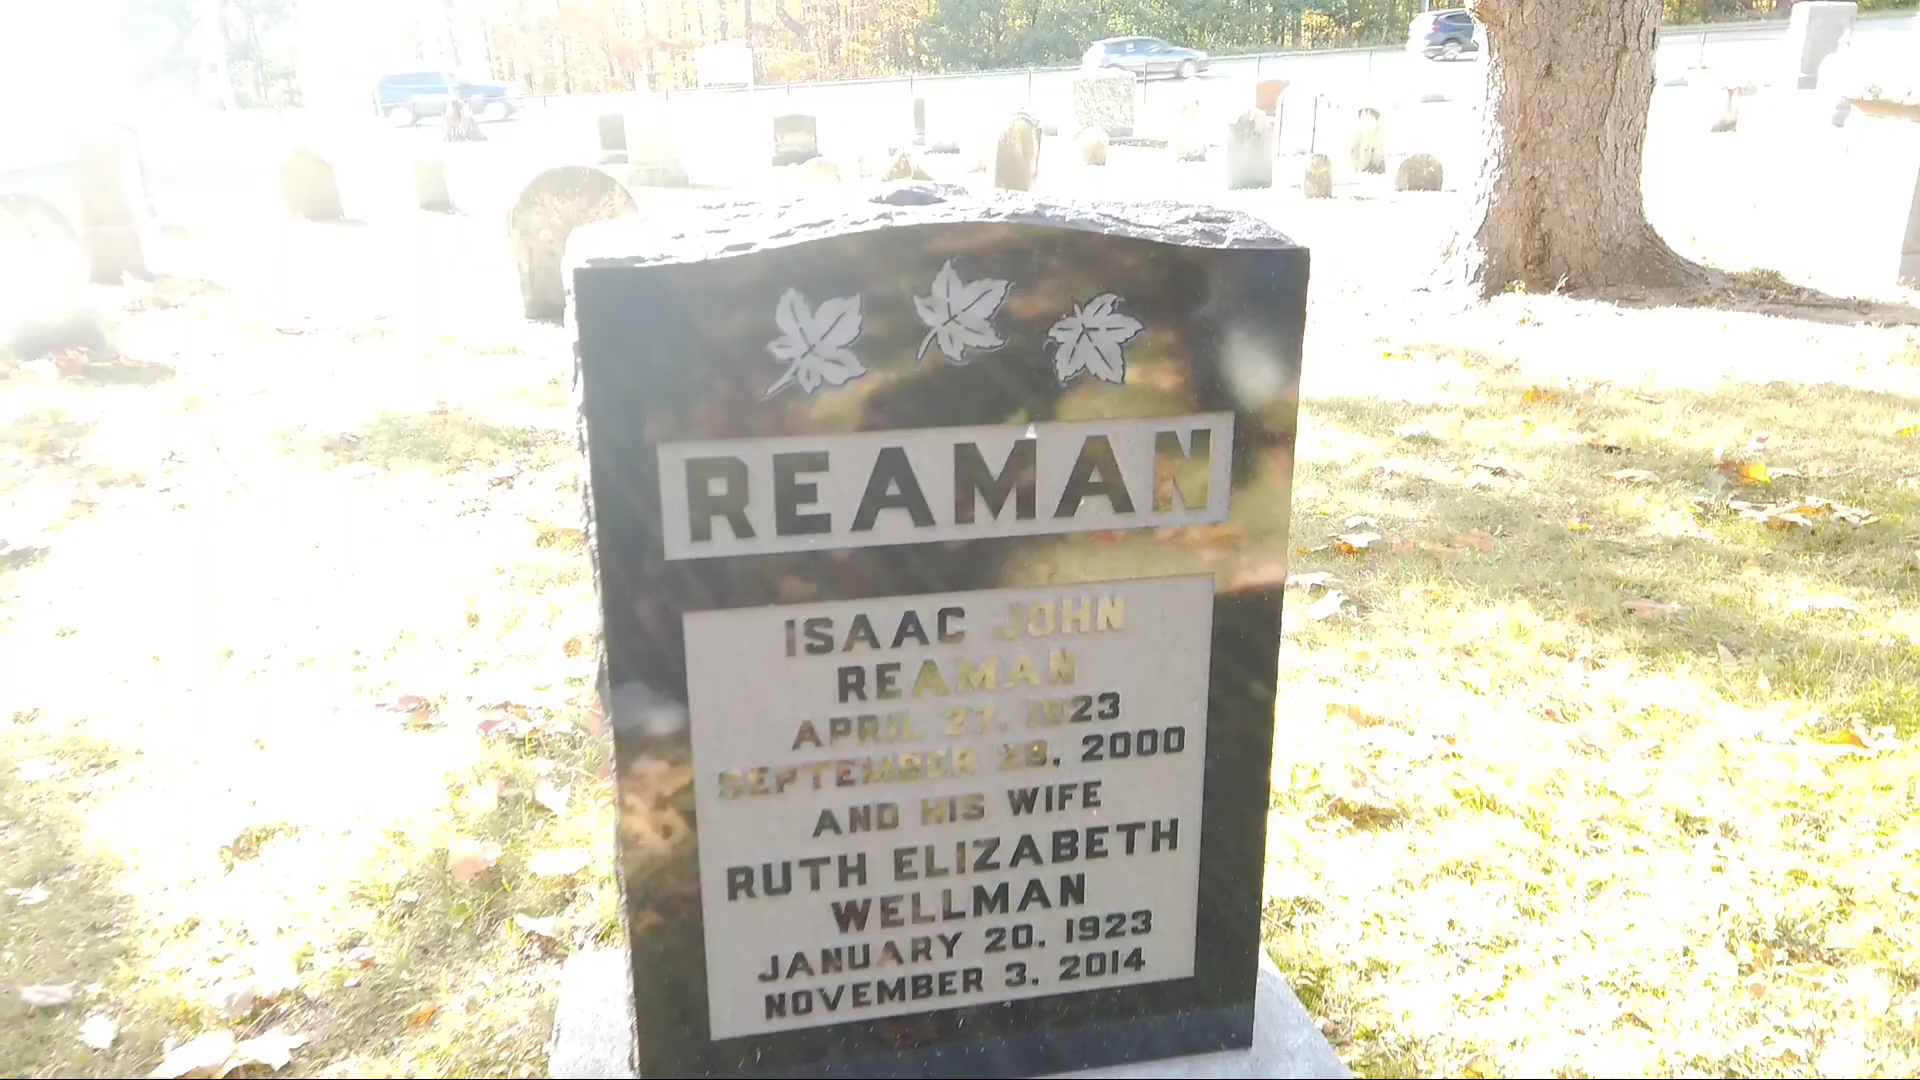 REAMAN
ISAAC JOHN
REAMAN
APRIL 27, 1923
SEPTEMBER 28, 2000
AND HIS WIFE
RUTH ELIZABETH
WELLMAN
JANUARY 20, 1923
NOVEMBER 3, 2014